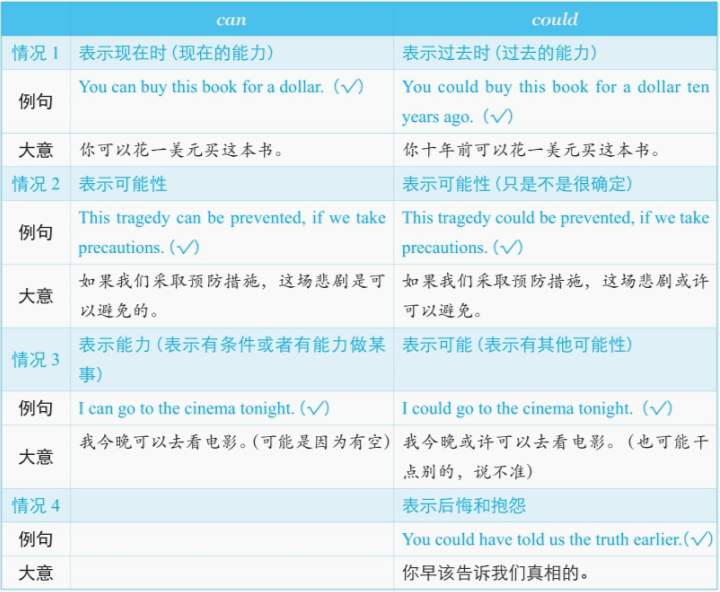 can could
情况 1 表示现在时(现在的能力) 表示过去时(过去的能力)
例句 You can buy this book for a dollar.(✓) You could buy this book for a dollar ten
years ago.(✓)
大意 你可以花一美元买这本书。 你十年前可以花一美元买这本书。
情况 2 表示可能性 表示可能性(只是不是很确定)
例句 This tragedy can be prevented, if we take This tragedy could be prevented, if we take
precautions.(✓) precautions.(✓)
大意 如果我们采取预防措施，这场悲剧是可 如果我们采取预防措施，这场悲剧或许
以避免的。 可以避免。
情况 3 表示能力(表示有条件或者有能力做某 表示可能(表示有其他可能性)
事)
例句 I can go to the cinema tonight.(✓) I could go to the cinema tonight.(✓)
大意 我今晚可以去看电影。(可能是因为有空) 我今晚或许可以去看电影。(也可能干
点别的，说不准)
情况 4 表示后悔和抱怨
例句 You could have told us the truth earlier.(✓)
大意 你早该告诉我们真相的。